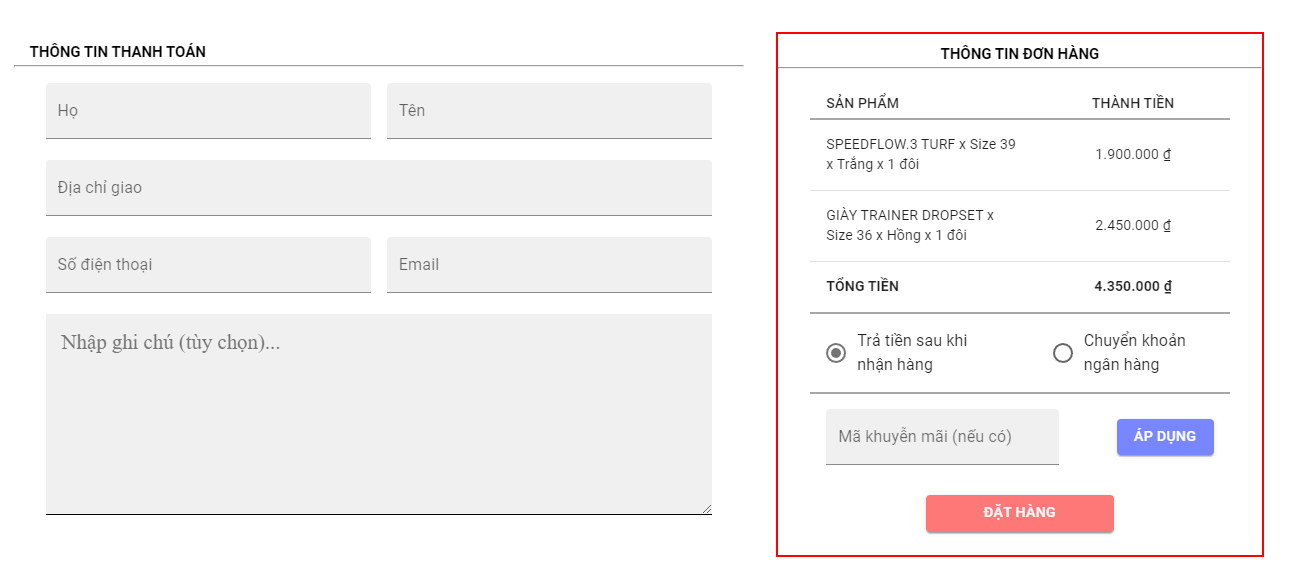 THÔNG TIN THANH TOÁN
Họ
Tên
Địa chỉ giao
Số điện thoại
Email
Nhập ghi chú (tùy chọn)...
THÔNG TIN ĐƠN HÀNG
SẢN PHẨM
THÀNH TIỀN
SPEEDFLOW.3 TURF x Size 39
x Trắng x 1 đôi
1.900.000 ₫
GIÀY TRAINER DROPSET x
Size 36 x Hồng x 1 đôi
2.450.000 ₫
TỔNG TIỀN
4.350.000 ₫
Trả tiền sau khi
nhận hàng
Chuyển khoản
ngân hàng
Mã khuyễn mãi (nếu có)
ÁP DỤNG
ĐẶT HÀNG